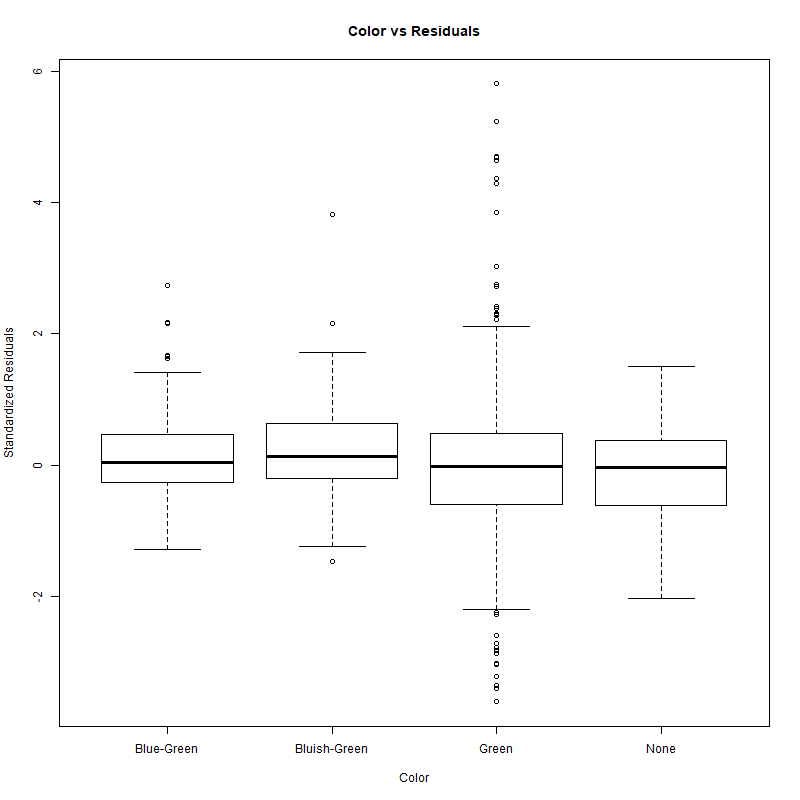 Color vs Residuals
6
4
2
0
-2
Standardized Residuals
Blue-Green Bluish-Green Green None
Color